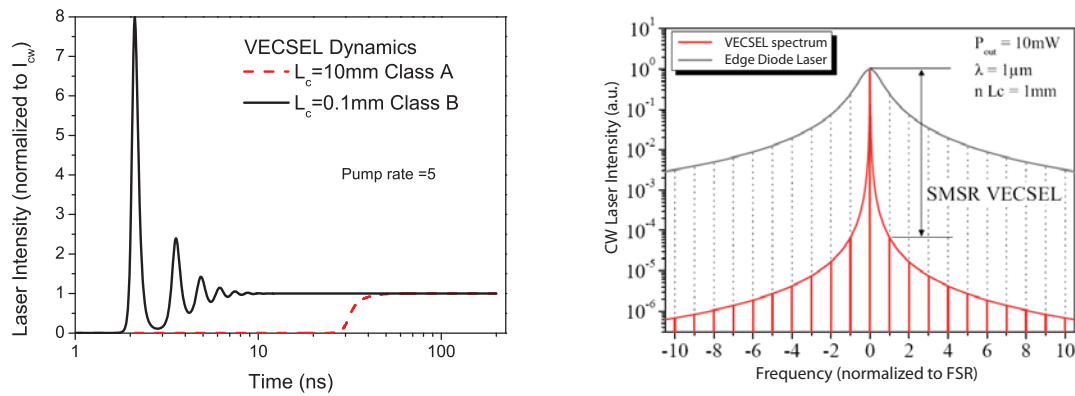 8
7
6
5
4
3
2
1
0
Laser Intensity (normalized to I_cw)
VECSEL Dynamics
L_c=10mm Class A
L_c=0.1mm Class B
Pump rate =5
1 10 100
Time (ns)
10^1
10^0
10^-1
10^-2
10^-3
10^-4
10^-5
10^-6
CW Laser Intensity (a.u.)
VECSEL spectrum
Edge Diode Laser
P_out = 10mW
λ = 1μm
n Lc = 1mm
SMSR VECSEL
-10 -8 -6 -4 -2 0 2 4 6 8 10
Frequency (normalized to FSR)